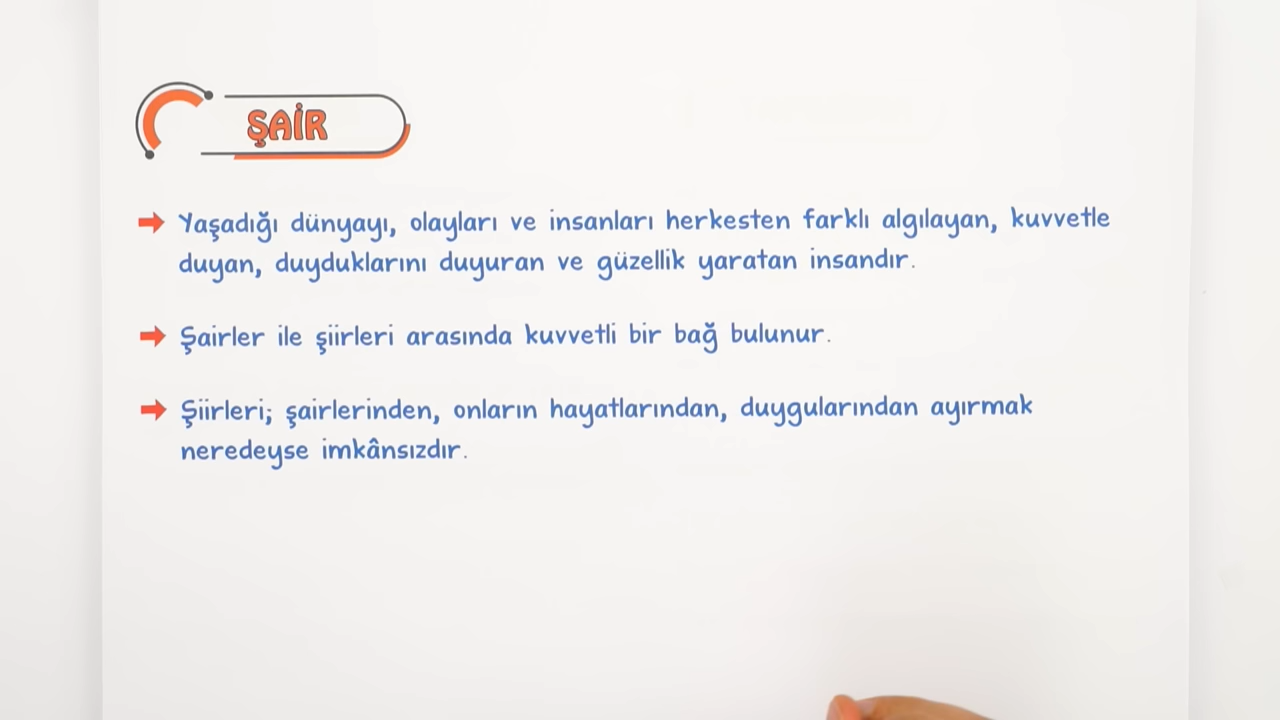 ŞAİR
Yaşadığı dünyayı, olayları ve insanları herkesten farklı algılayan, kuvvetle
duyan, duyduklarını duyuran ve güzellik yaratan insandır.
Şairler ile şiirleri arasında kuvvetli bir bağ bulunur.
Şiirleri; şairlerinden, onların hayatlarından, duygularından ayırmak
neredeyse imkânsızdır.